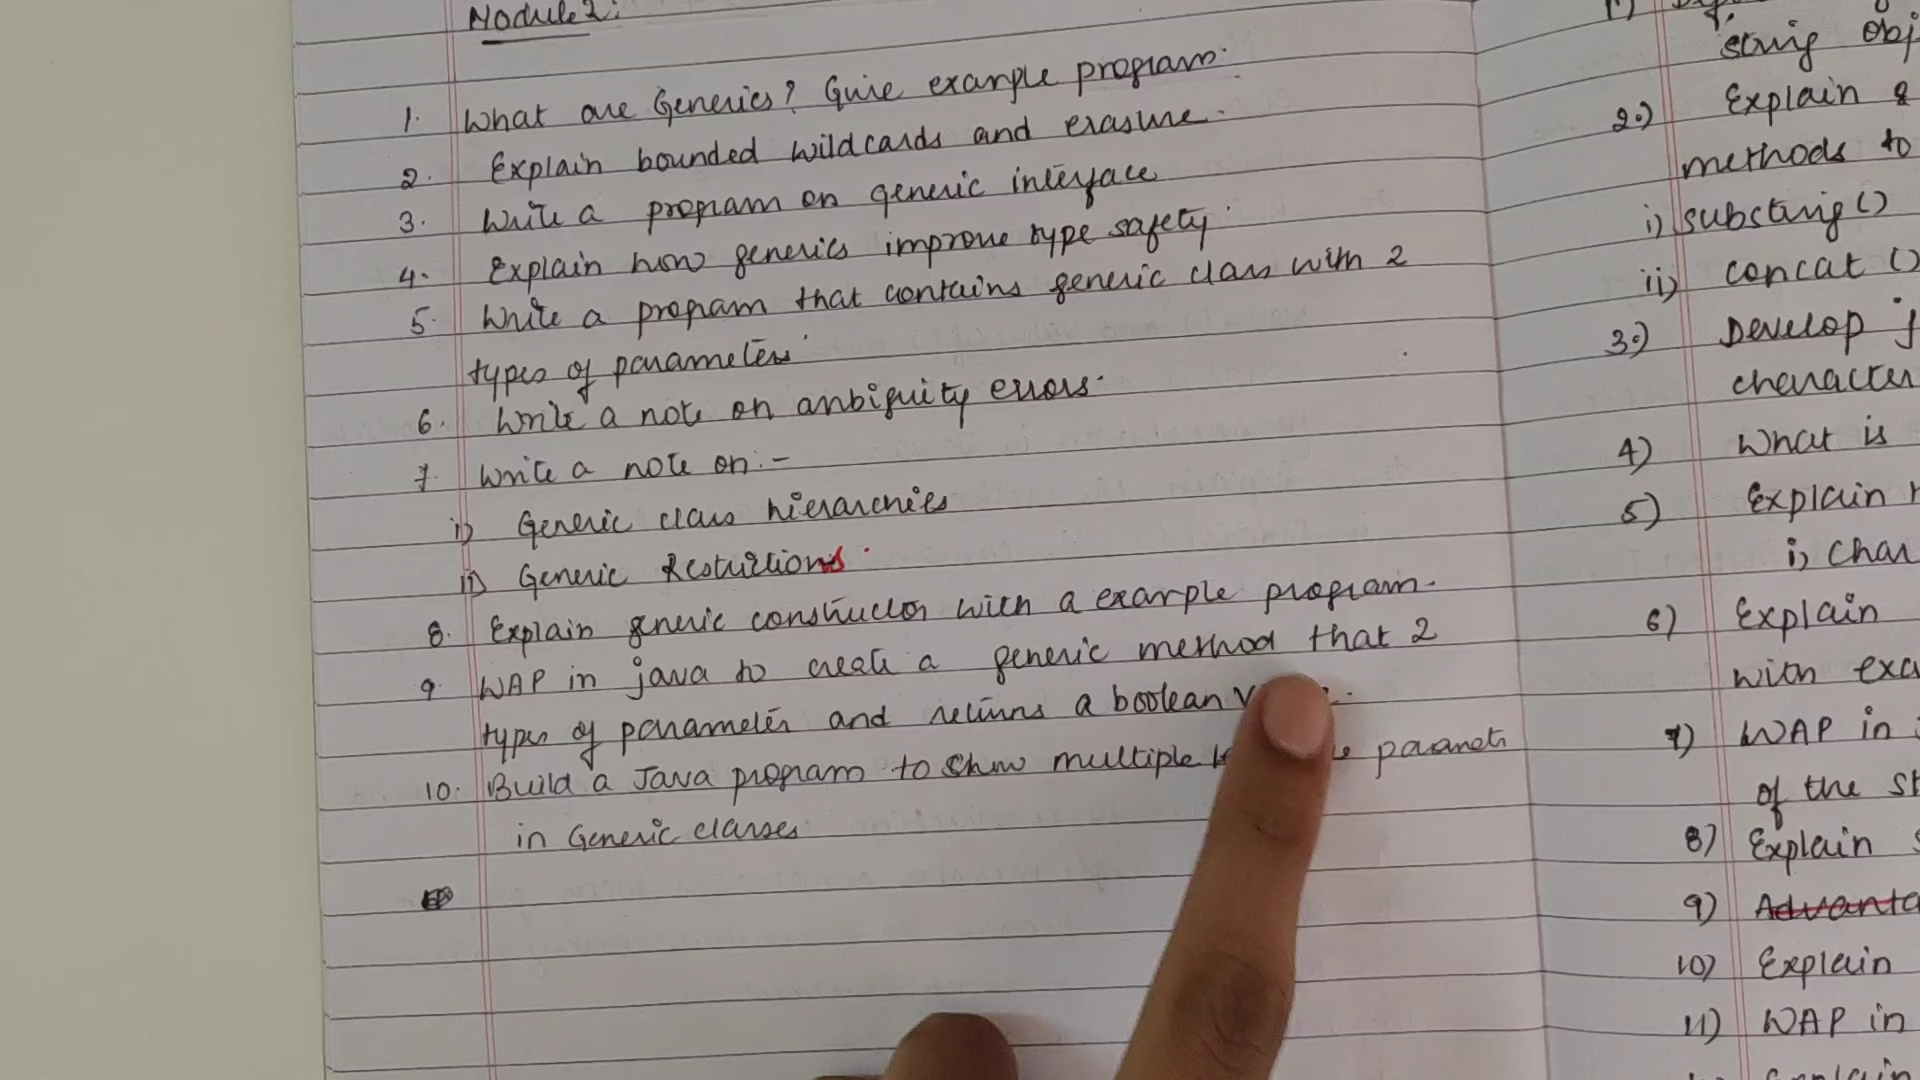 Module 2:
1. What are Generics? Give example program.
2. Explain bounded wildcards and erasure.
3. Write a program on generic interface
4. Explain how generics improve type safety.
5. Write a program that contains generic class with 2
types of parameters.
6. Write a note on ambiguity errors.
7. Write a note on:-
i) Generic class hierarchies
ii) Generic Restrictions.
8. Explain generic constructor with a example program.
9. WAP in java to create a generic method that 2
types of parameter and returns a boolean
10. Build a Java program to show multiple parameter
in Generic classes
1)
string obj
2.) Explain 8
methods to
i) substring ()
ii) concat ()
3.) Develop j
character
4) What is
5) Explain
i) char
6) Explain
with exa
7) WAP in
of the st
8) Explain s
9) Advanta
10) Explain
11) WAP in
Explain